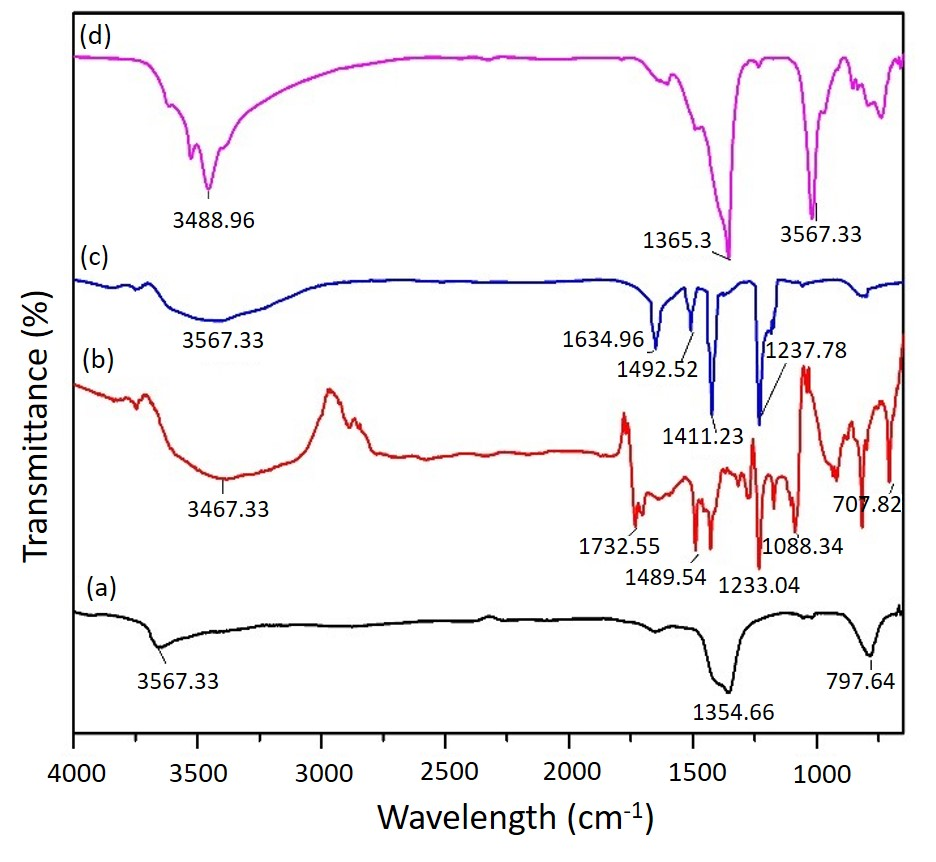 (d)
3488.96
1365.3
3567.33
(c)
3567.33
1634.96
1492.52
1411.23
1237.78
(b)
3467.33
1732.55
1489.54
1233.04
1088.34
707.82
(a)
3567.33
1354.66
797.64
Transmittance (%)
4000 3500 3000 2500 2000 1500 1000
Wavelength (cm⁻¹)